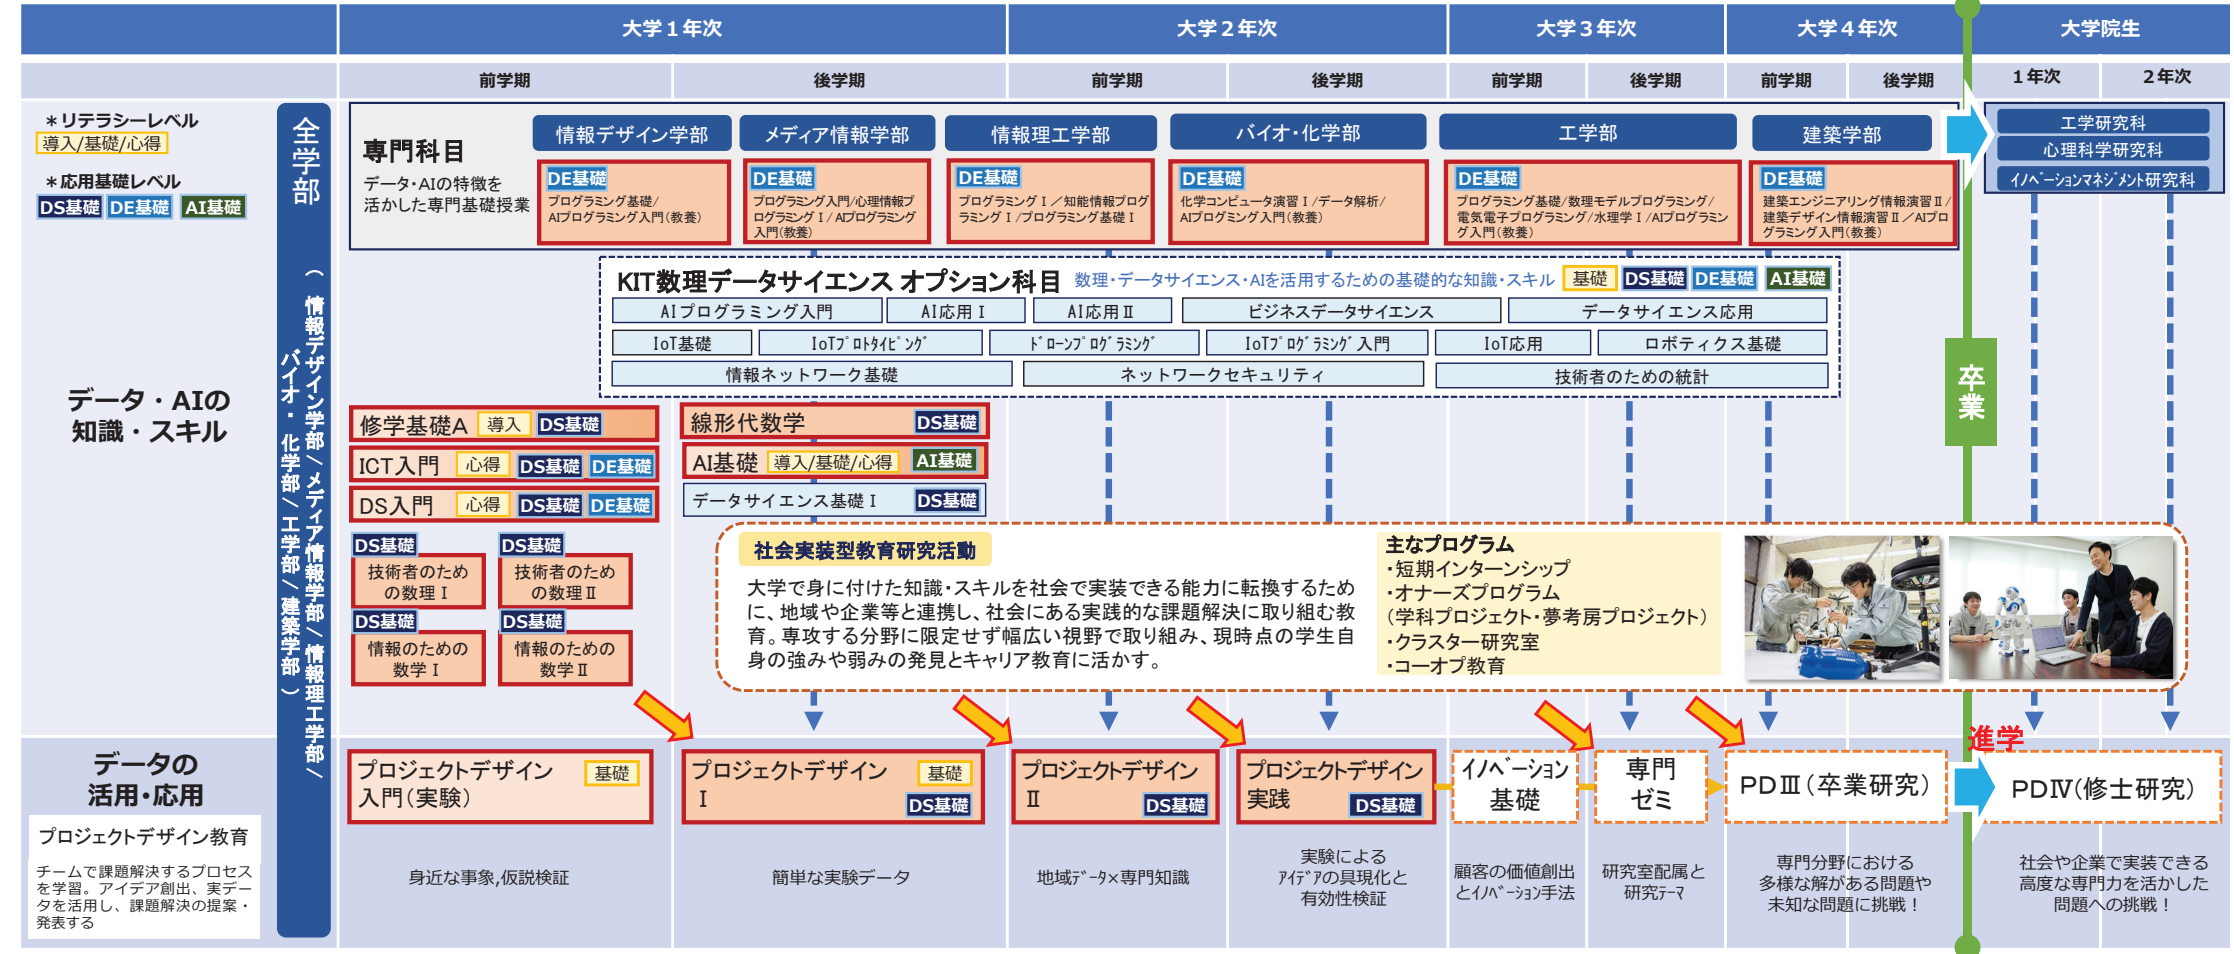 大学１年次
大学２年次
大学３年次
大学４年次
大学院生
前学期
後学期
前学期
後学期
前学期
後学期
前学期
後学期
１年次
２年次
＊リテラシーレベル
導入/基礎/心得
＊応用基礎レベル
DS基礎 DE基礎 AI基礎
データ・AIの
知識・スキル
全学部
（情報デザイン学部／メディア情報学部／情報理工学部／
バイオ・化学部／工学部／建築学部）
専門科目
データ・AIの特徴を
活かした専門基礎授業
情報デザイン学部
DE基礎
プログラミング基礎/
AIプログラミング入門(教養)
メディア情報学部
DE基礎
プログラミング入門/心理情報プ
ログラミングⅠ/AIプログラミング
入門(教養)
情報理工学部
DE基礎
プログラミングⅠ／知能情報プログ
ラミングⅠ/プログラミング基礎Ⅰ
バイオ・化学部
DE基礎
化学コンピュータ演習Ⅰ/データ解析/
AIプログミング入門(教養)
工学部
DE基礎
プログラミング基礎/数理モデルプログラミング/
電気電子プログラミング/水理学Ⅰ/AIプログラミン
グ入門(教養)
建築学部
DE基礎
建築エンジニアリング情報演習Ⅱ/
建築デザイン情報演習Ⅱ／AIプロ
グラミング入門(教養)
工学研究科
心理科学研究科
ｲﾉﾍﾞｰｼｮﾝﾏﾈｼﾞﾒﾝﾄ研究科
KIT数理データサイエンス オプション科目 数理・データサイエンス・AIを活用するための基礎的な知識・スキル 基礎 DS基礎 DE基礎 AI基礎
AIプログラミング入門
AI応用Ⅰ
AI応用Ⅱ
ビジネスデータサイエンス
データサイエンス応用
IoT基礎
IoTﾌﾟﾛﾄﾀｲﾋﾟﾝｸﾞ
ﾄﾞﾛｰﾝﾌﾟﾛｸﾞﾗﾐﾝｸﾞ
IoTﾌﾟﾛｸﾞﾗﾐﾝｸﾞ入門
IoT応用
ロボティクス基礎
情報ネットワーク基礎
ネットワークセキュリティ
技術者のための統計
卒業
修学基礎A 導入 DS基礎
ICT入門 心得 DS基礎 DE基礎
DS入門 心得 DS基礎 DE基礎
線形代数学 DS基礎
AI基礎 導入/基礎/心得 AI基礎
データサイエンス基礎Ⅰ DS基礎
DS基礎
技術者のため
の数理Ⅰ
DS基礎
技術者のため
の数理Ⅱ
DS基礎
情報のための
数学Ⅰ
DS基礎
情報のための
数学Ⅱ
社会実装型教育研究活動
大学で身に付けた知識・スキルを社会で実装できる能力に転換するため
に、地域や企業等と連携し、社会にある実践的な課題解決に取り組む教
育。専攻する分野に限定せず幅広い視野で取り組み、現時点の学生自
身の強みや弱みの発見とキャリア教育に活かす。
主なプログラム
・短期インターンシップ
・オナーズプログラム
（学科プロジェクト・夢考房プロジェクト）
・クラスター研究室
・コーオプ教育
データの
活用・応用
プロジェクトデザイン教育
チームで課題解決するプロセス
を学習。アイデア創出、実デー
タを活用し、課題解決の提案・
発表する
プロジェクトデザイン 基礎
入門（実験）
プロジェクトデザイン 基礎
Ⅰ DS基礎
プロジェクトデザイン
Ⅱ DS基礎
プロジェクトデザイン
実践 DS基礎
ｲﾉﾍﾞｰｼｮﾝ
基礎
専門
ゼミ
PDⅢ（卒業研究）
進学
PDⅣ(修士研究)
身近な事象,仮説検証
簡単な実験データ
地域ﾃﾞｰﾀ×専門知識
実験による
ｱｲﾃﾞｱの具現化と
有効性検証
顧客の価値創出
とｲﾉﾍﾞｰｼｮﾝ手法
研究室配属と
研究ﾃｰﾏ
専門分野における
多様な解がある問題や
未知な問題に挑戦！
社会や企業で実装できる
高度な専門力を活かした
問題への挑戦！